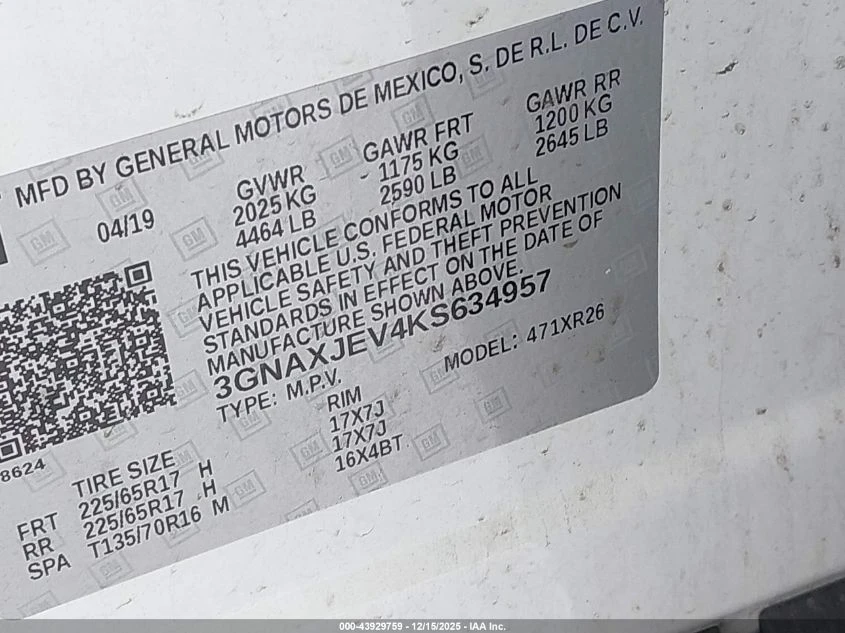 MFD BY GENERAL MOTORS DE MEXICO, S. DE R.L. DE C.V.
04/19
GVWR
2025 KG
4464 LB
GAWR FRT
1175 KG
2590 LB
GAWR RR
1200 KG
2645 LB
THIS VEHICLE CONFORMS TO ALL
APPLICABLE U.S. FEDERAL MOTOR
VEHICLE SAFETY AND THEFT PREVENTION
STANDARDS IN EFFECT ON THE DATE OF
MANUFACTURE SHOWN ABOVE.
3GNAXJEV4KS634957
TYPE: M.P.V. MODEL: 471XR26
8624
TIRE SIZE RIM
FRT 225/65R17 H 17X7J
RR 225/65R17 H 17X7J
SPA T135/70R16 M 16X4BT
000-43929759 - 12/15/2025 - IAA Inc.